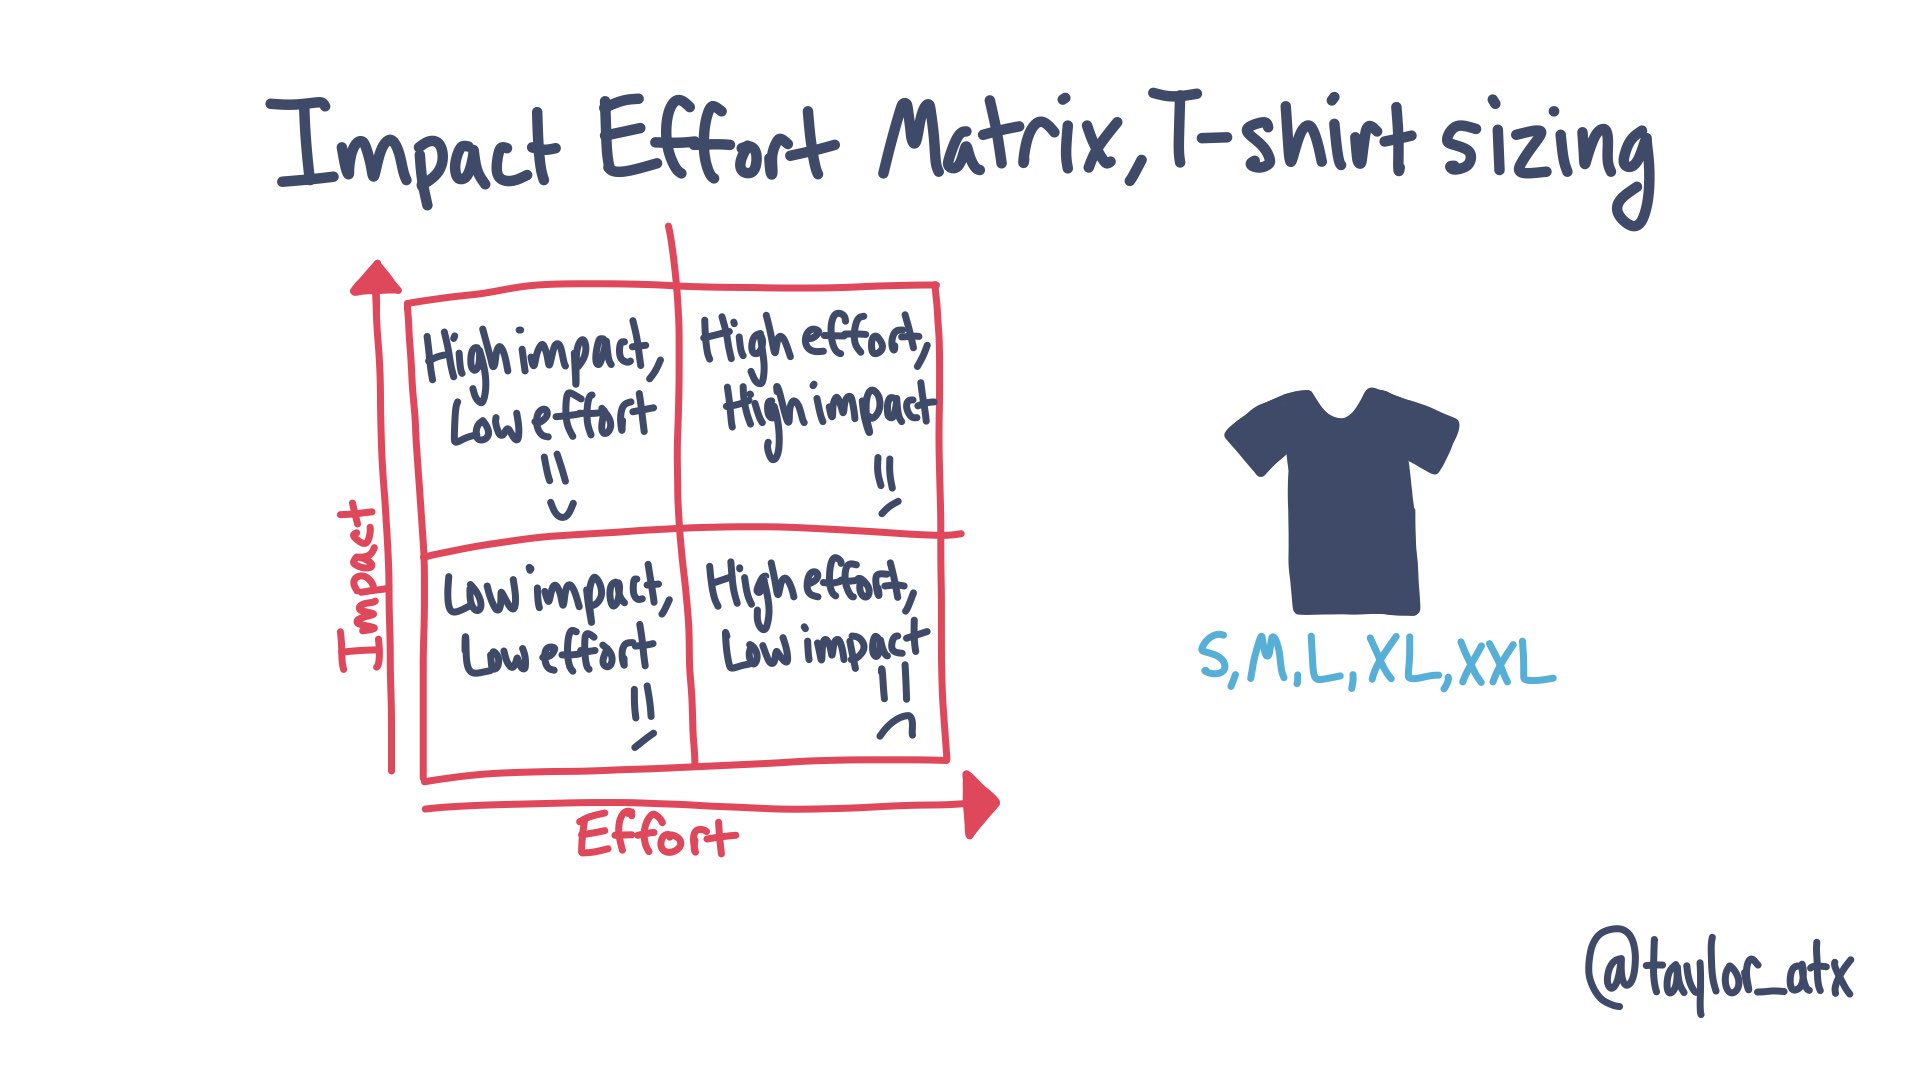 Impact Effort Matrix, T-shirt sizing
High impact,
Low effort
High effort,
High impact
Low impact,
Low effort
High effort,
Low impact
Impact
Effort
S, M, L, XL, XXL
@taylor_atx